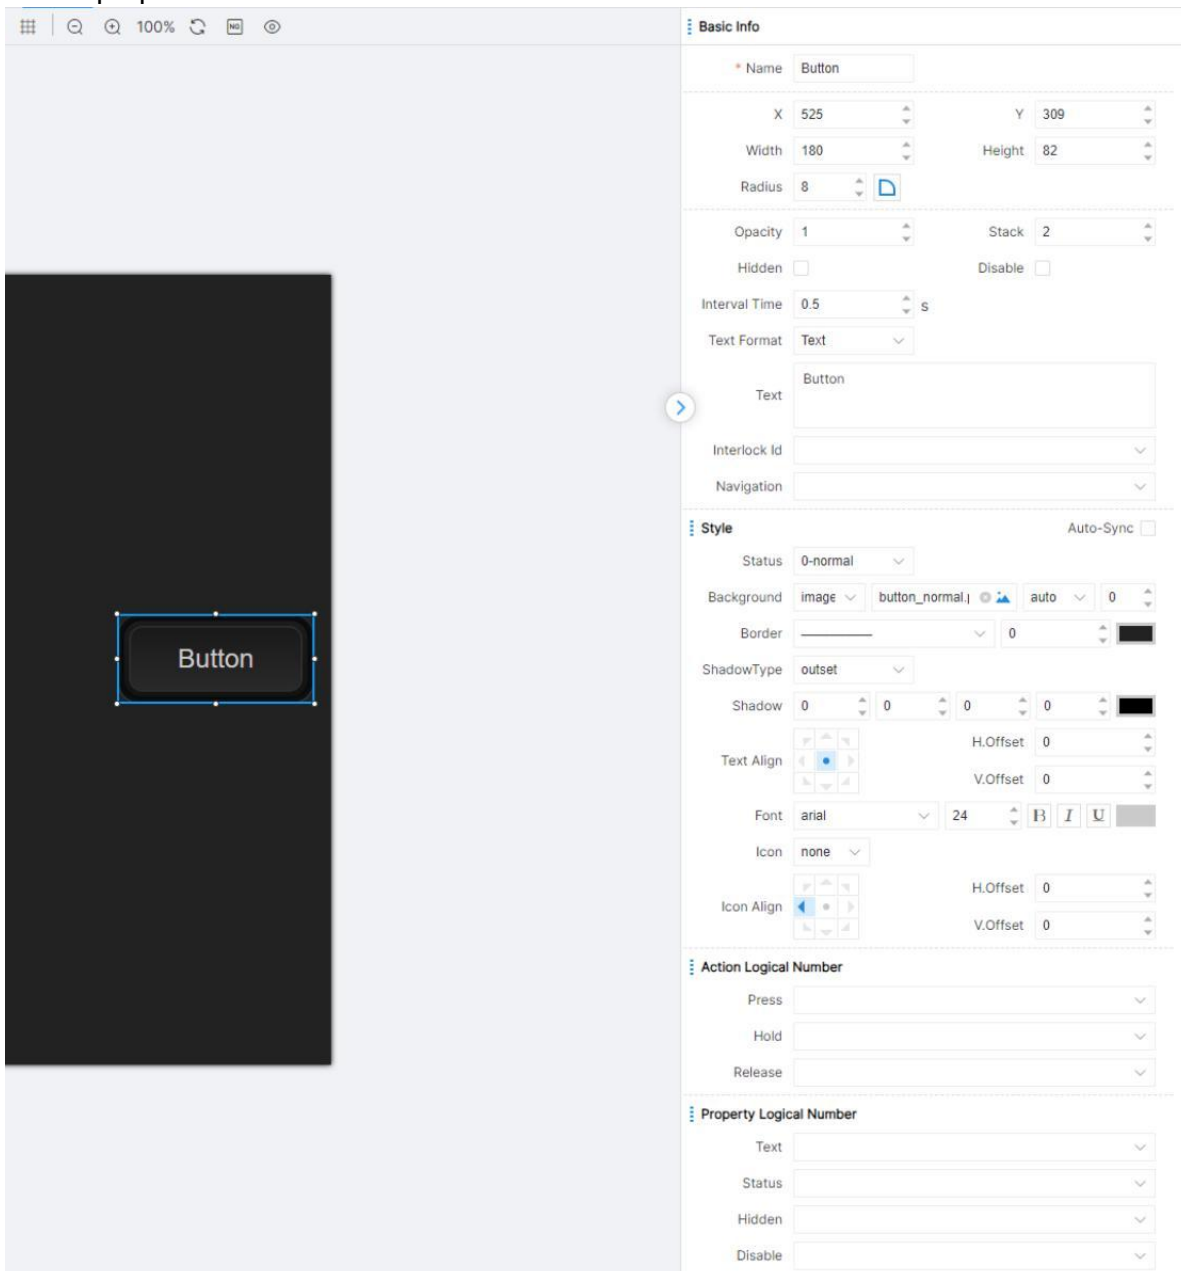 100% NO
Basic Info
* Name Button
X 525 Y 309
Width 180 Height 82
Radius 8
Opacity 1 Stack 2
Hidden Disable
Interval Time 0.5 s
Text Format Text
Text Button
Interlock Id
Navigation
Style Auto-Sync
Status 0-normal
Background image button_normal.p auto 0
Border 0
Button
ShadowType outset
Shadow 0 0 0 0
Text Align H.Offset 0
V.Offset 0
Font arial 24 B I U
Icon none
Icon Align H.Offset 0
V.Offset 0
Action Logical Number
Press
Hold
Release
Property Logical Number
Text
Status
Hidden
Disable